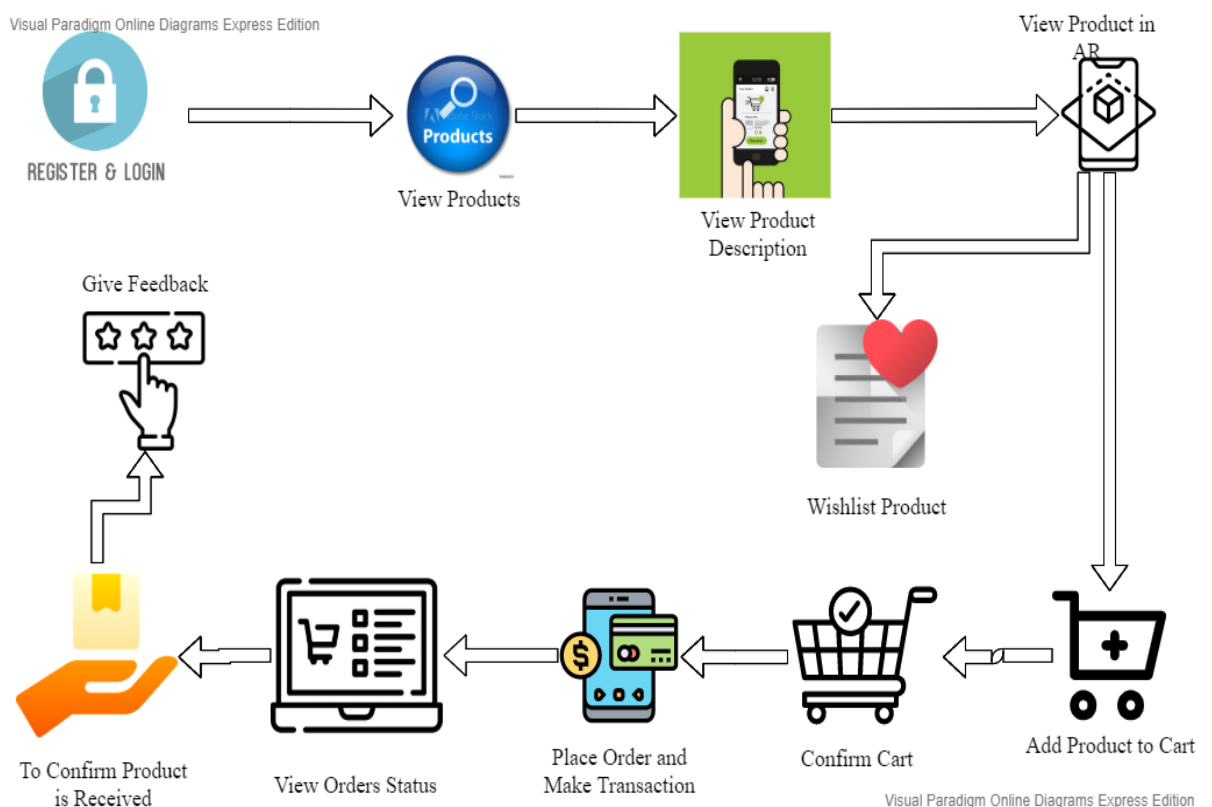 Visual Paradigm Online Diagrams Express Edition
REGISTER & LOGIN
Adobe Stock
Products
View Products
View Product
Description
View Product in
AR
Wishlist Product
Give Feedback
Add Product to Cart
Confirm Cart
Place Order and
Make Transaction
View Orders Status
To Confirm Product
is Received
Visual Paradigm Online Diagrams Express Edition